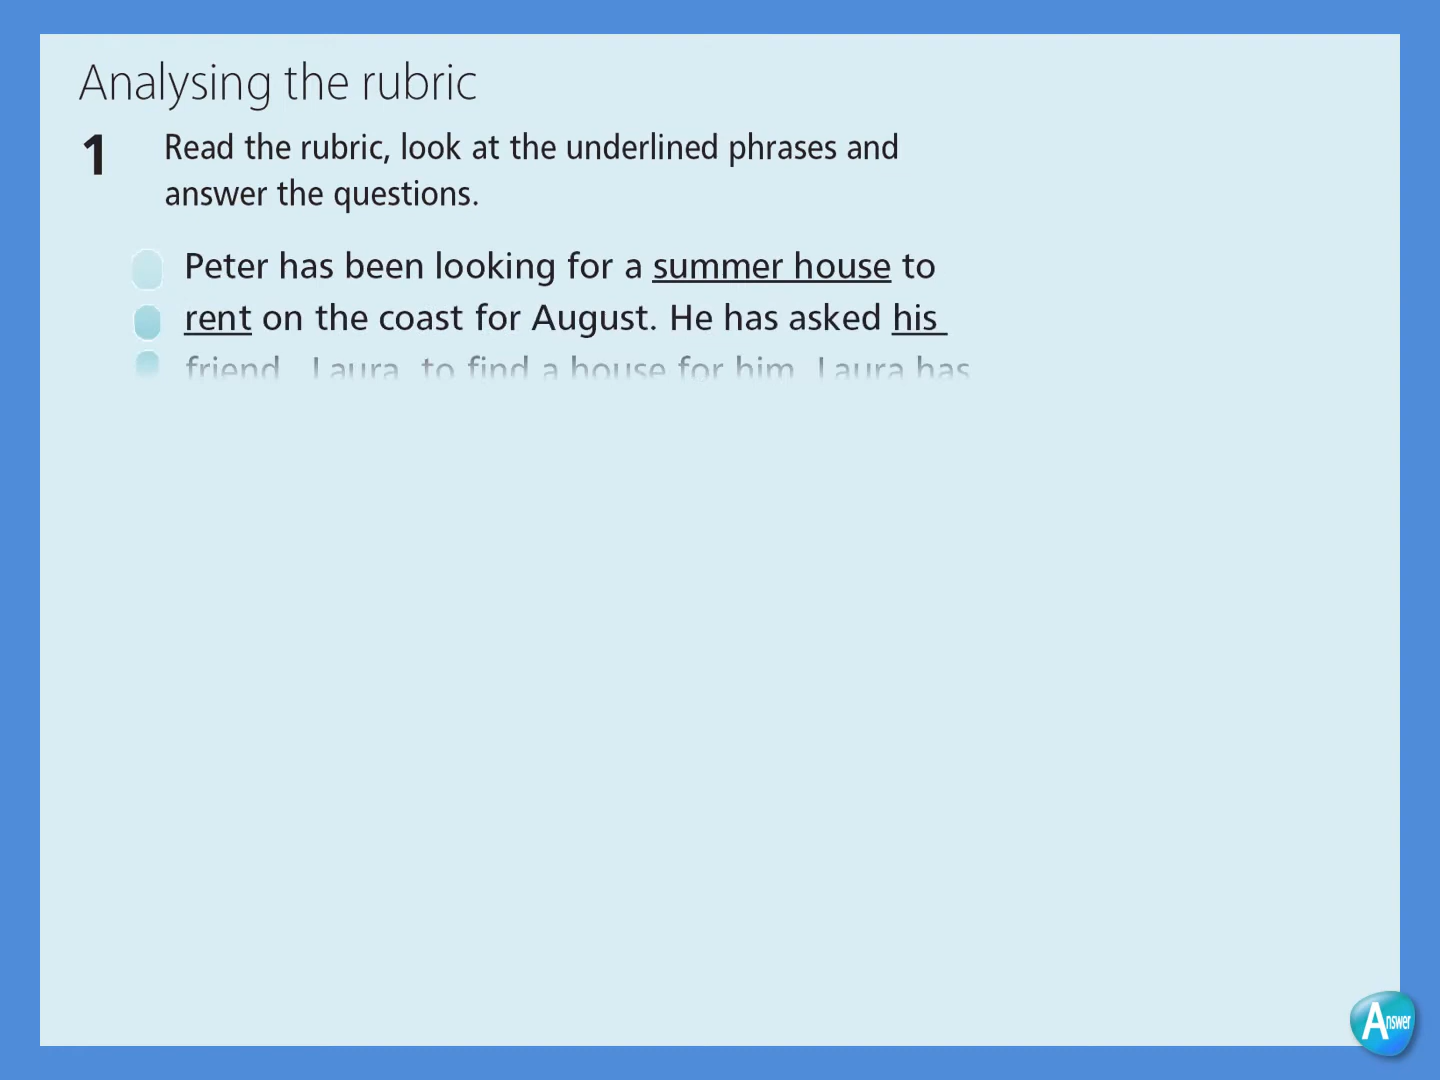 Analysing the rubric
1 Read the rubric, look at the underlined phrases and
answer the questions.
Peter has been looking for a summer house to
rent on the coast for August. He has asked his
friend, Laura, to find a house for him. Laura has
Answer